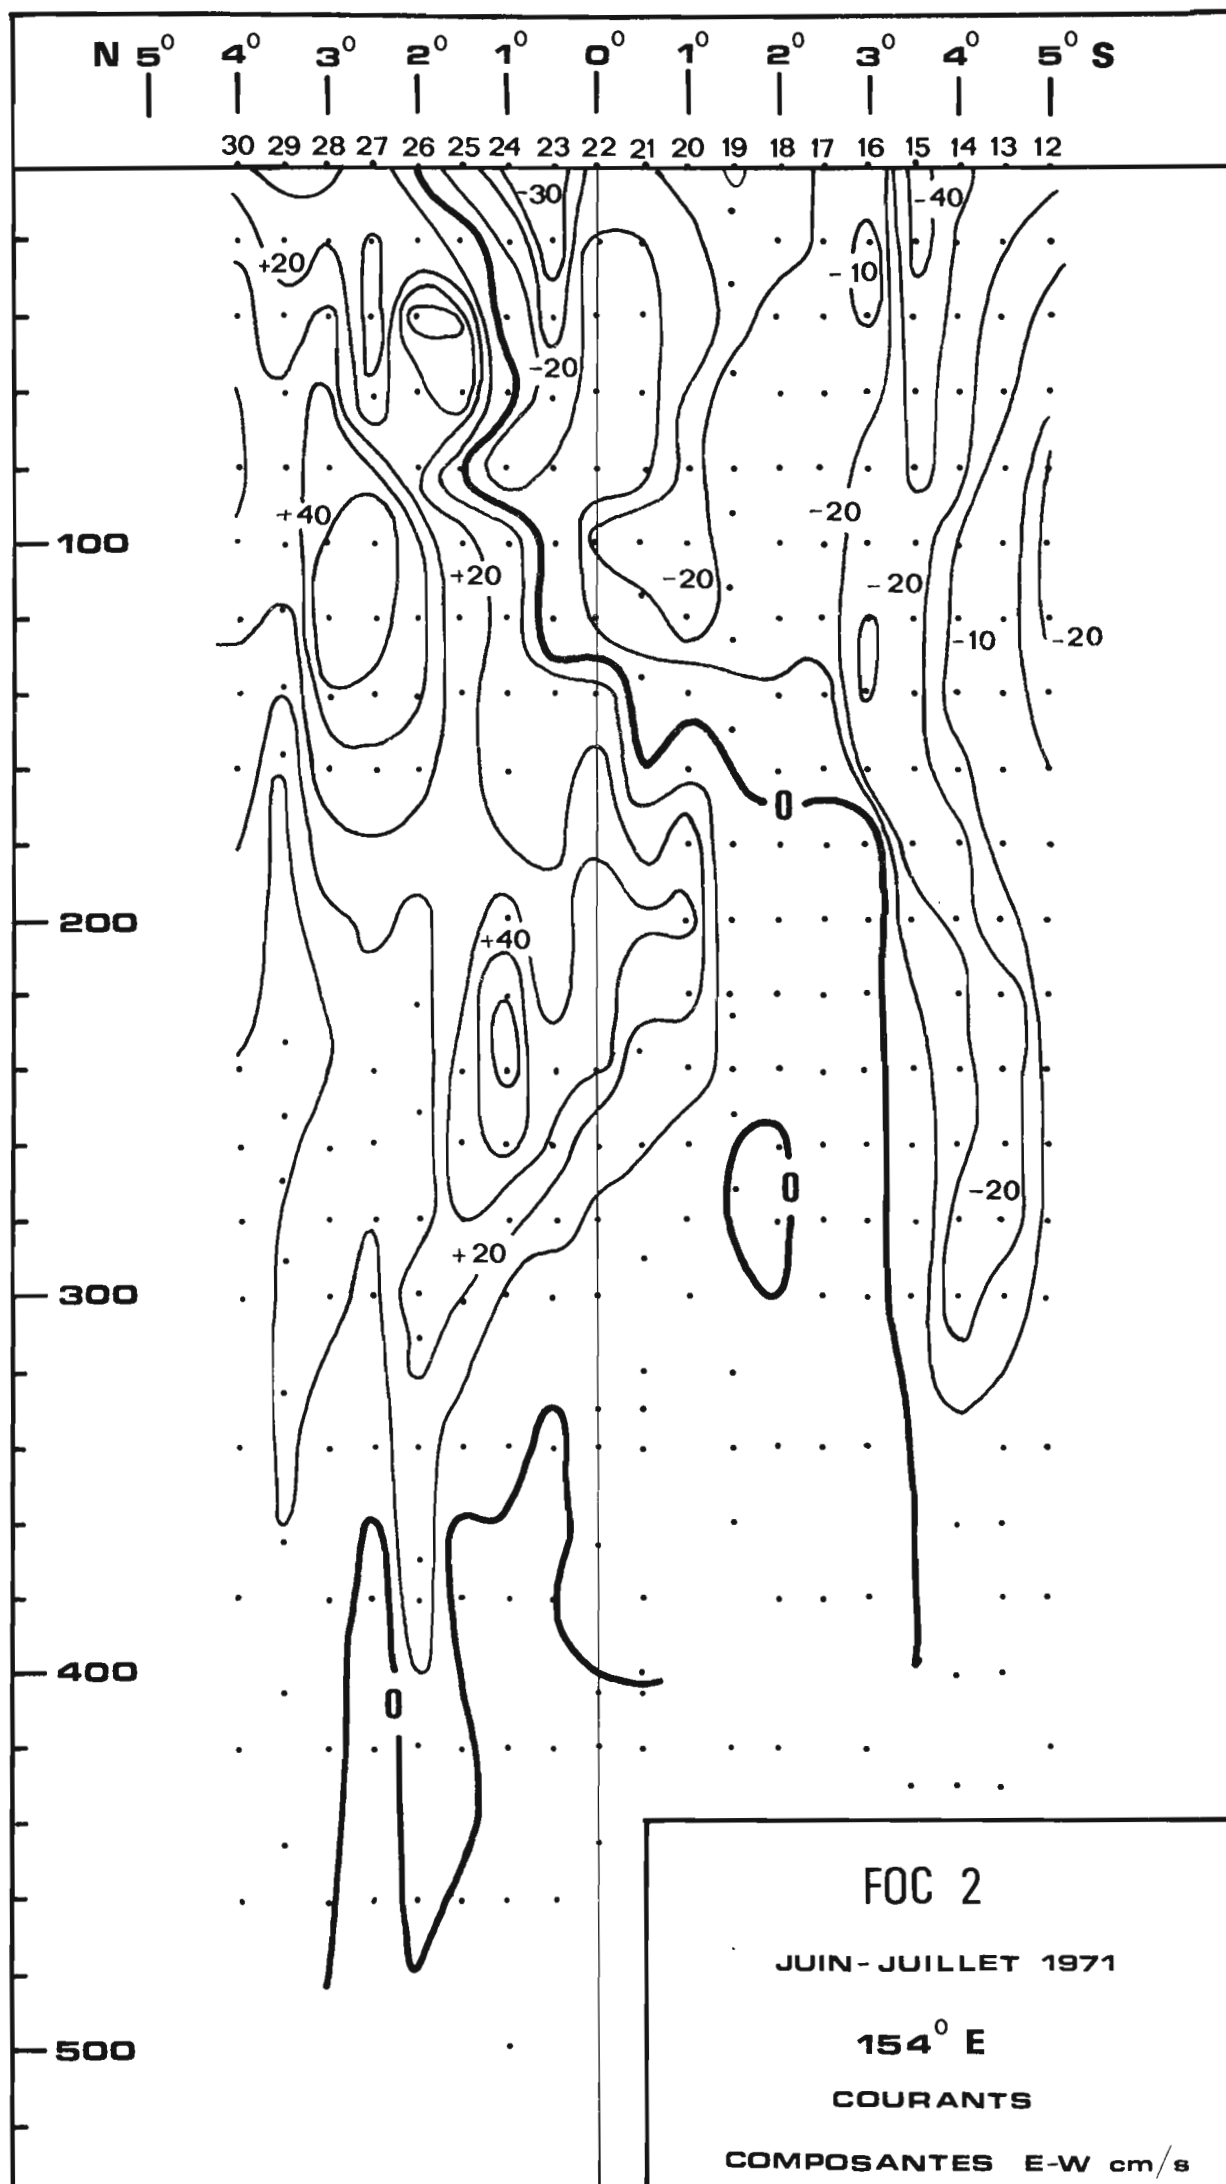 N 5° 4° 3° 2° 1° 0° 1° 2° 3° 4° 5° S
30 29 28 27 26 25 24 23 22 21 20 19 18 17 16 15 14 13 12
-30 -40
+20 -10
-20
+40 -20
100
+20 -20 -20
-10 -20
0
200
+40
0 -20
+20
300
400
0
FOC 2
JUIN-JUILLET 1971
154° E
500
COURANTS
COMPOSANTES E-W cm/s